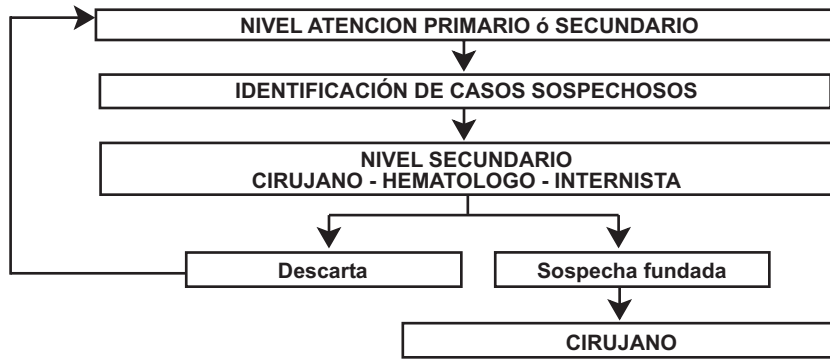 NIVEL ATENCION PRIMARIO ó SECUNDARIO
IDENTIFICACIÓN DE CASOS SOSPECHOSOS
NIVEL SECUNDARIO
CIRUJANO - HEMATOLOGO - INTERNISTA
Descarta
Sospecha fundada
CIRUJANO